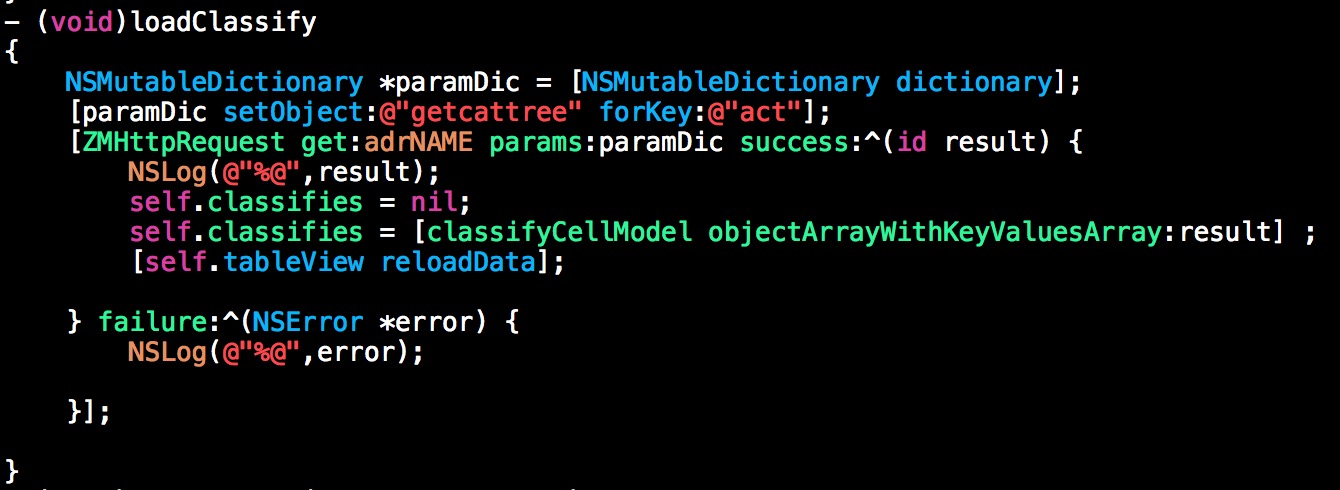 - (void)loadClassify
{
    NSMutableDictionary *paramDic = [NSMutableDictionary dictionary];
    [paramDic setObject:@"getcattree" forKey:@"act"];
    [ZMHttpRequest get:adrNAME params:paramDic success:^(id result) {
        NSLog(@"%@",result);
        self.classifies = nil;
        self.classifies = [classifyCellModel objectArrayWithKeyValuesArray:result] ;
        [self.tableView reloadData];
    } failure:^(NSError *error) {
        NSLog(@"%@",error);
    }];
}